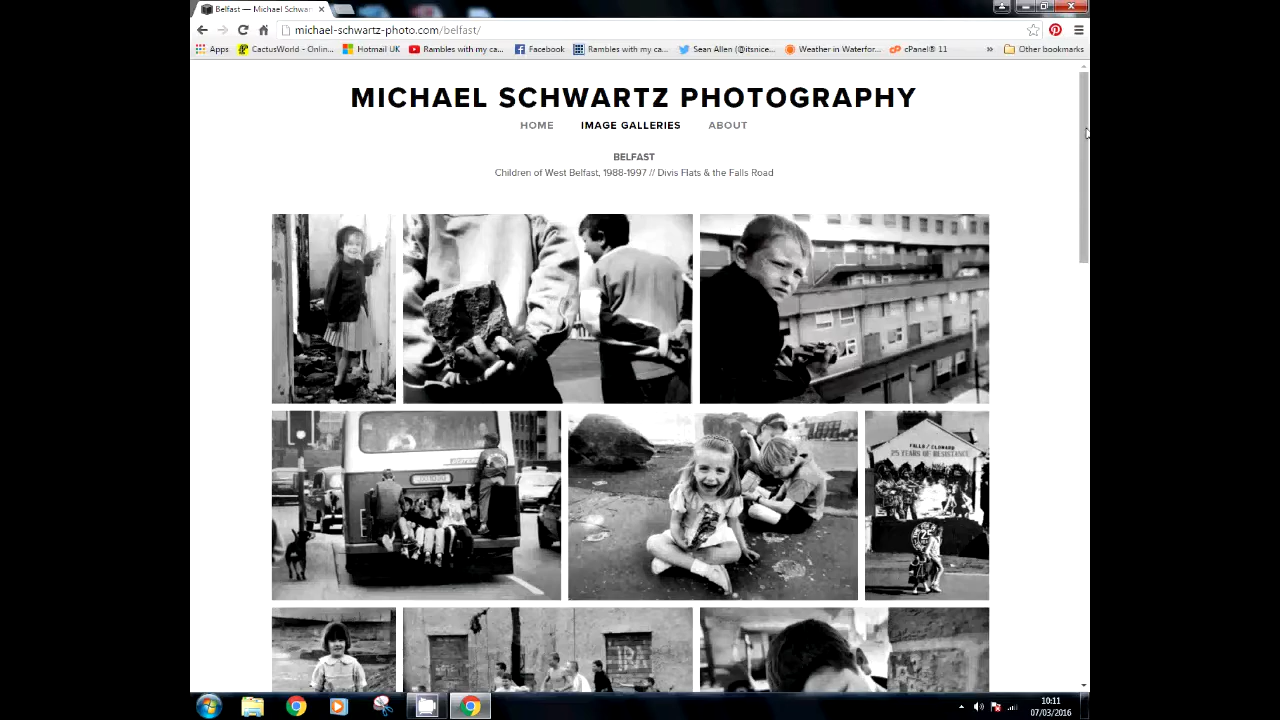 Belfast — Michael Schwar
michael-schwartz-photo.com/belfast/
Apps CactusWorld - Onlin... Hotmail UK Rambles with my ca... Facebook Rambles with my ca... Sean Allen (@itsnice... Weather in Waterfor... cPanel® 11 » Other bookmarks
MICHAEL SCHWARTZ PHOTOGRAPHY
HOME IMAGE GALLERIES ABOUT
BELFAST
Children of West Belfast, 1988-1997 // Divis Flats & the Falls Road
FALLS/CLONARD
25 YEARS OF RESISTANCE
25
IRA
10:11
07/03/2016